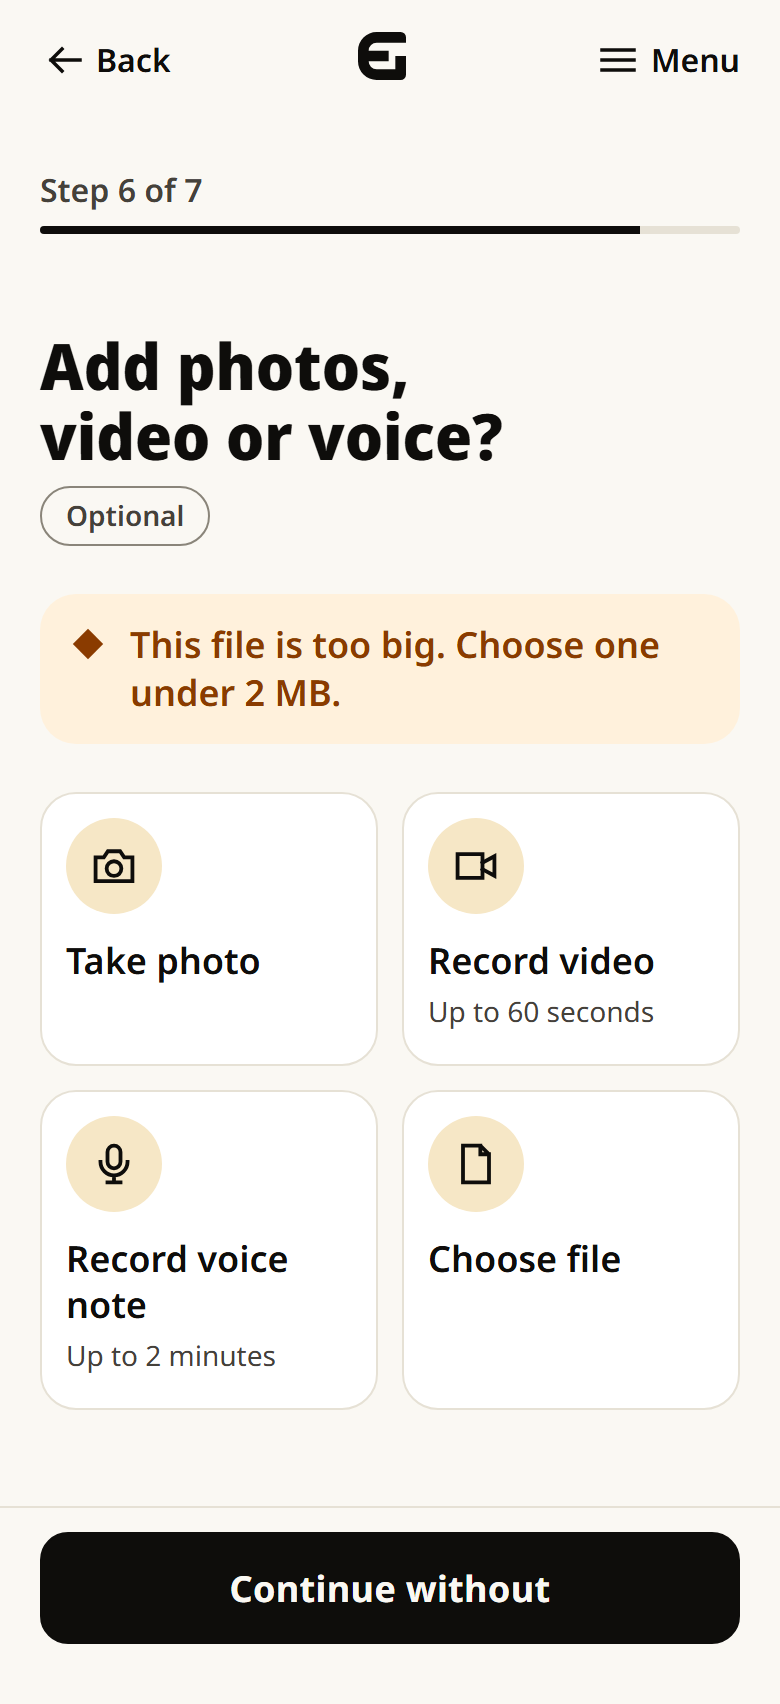 Back
Menu
Step 6 of 7
Add photos,
video or voice?
Optional
This file is too big. Choose one
under 2 MB.
Take photo
Record video
Up to 60 seconds
Record voice
note
Up to 2 minutes
Choose file
Continue without